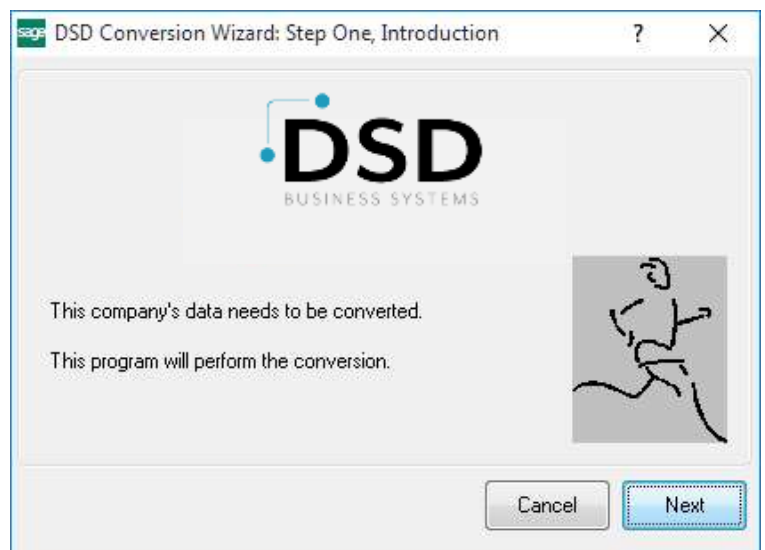 sage DSD Conversion Wizard: Step One, Introduction ? X
DSD
BUSINESS SYSTEMS
This company's data needs to be converted.
This program will perform the conversion.
Cancel Next